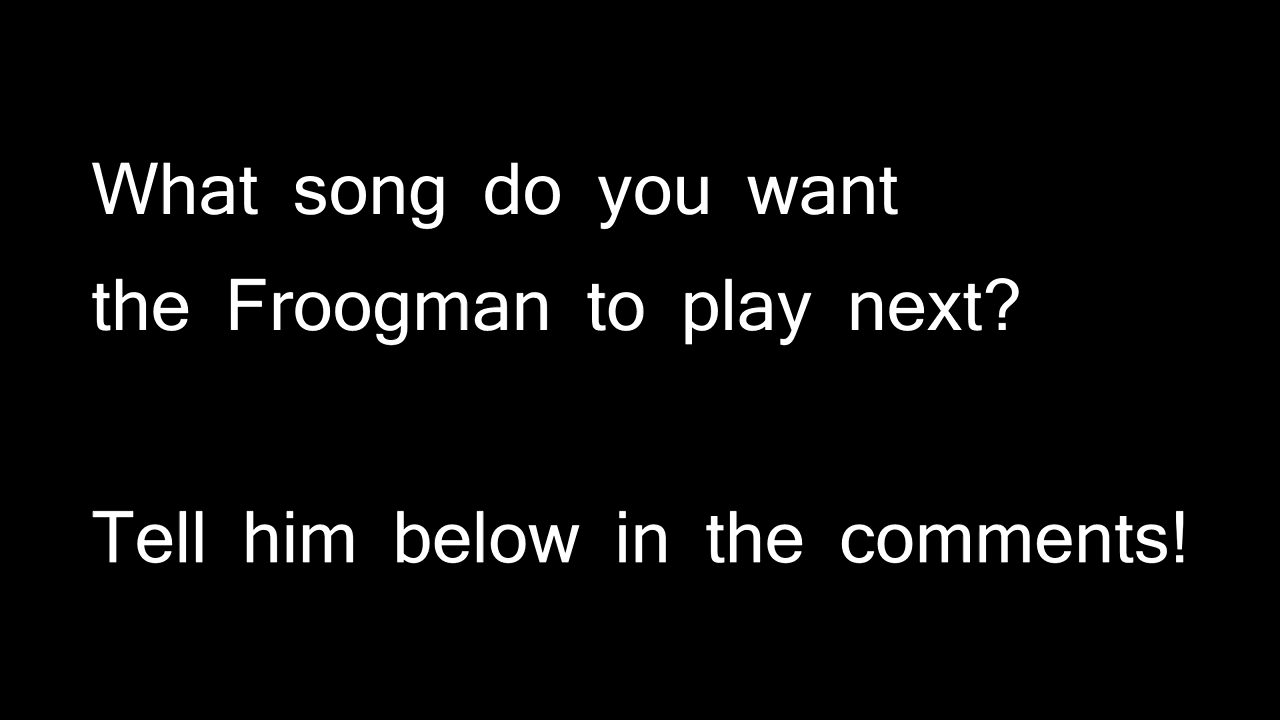 What song do you want
the Froogman to play next?
Tell him below in the comments!